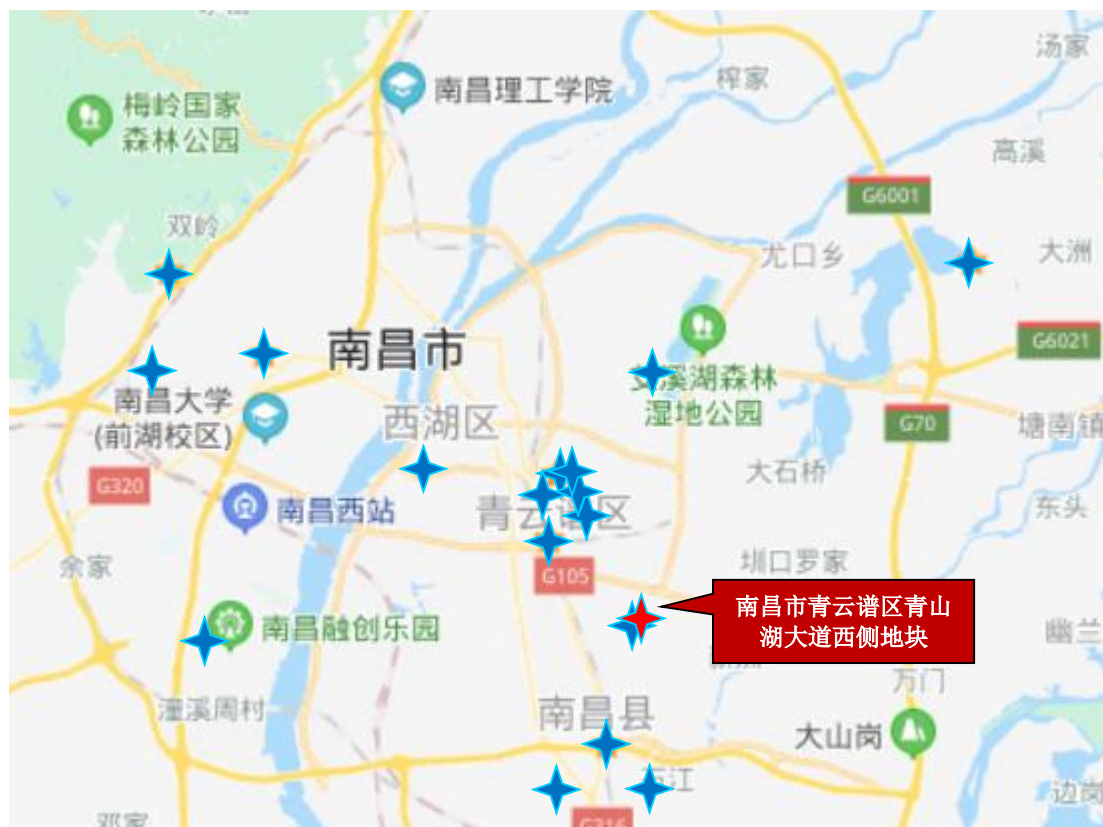 汤家
榨家
南昌理工学院
梅岭国家
森林公园
高溪
G6001
双岭
尤口乡
大洲
南昌市
G6021
溪湖森林
湿地公园
南昌大学
(前湖校区)
西湖区
G70
塘南镇
大石桥
G320
南昌西站
青云谱区
东头
余家
圳口罗家
G105
南昌市青云谱区青山
湖大道西侧地块
南昌融创乐园
幽兰
万门
潼溪周村
南昌县
大山岗
江
边岗
邓家
G316